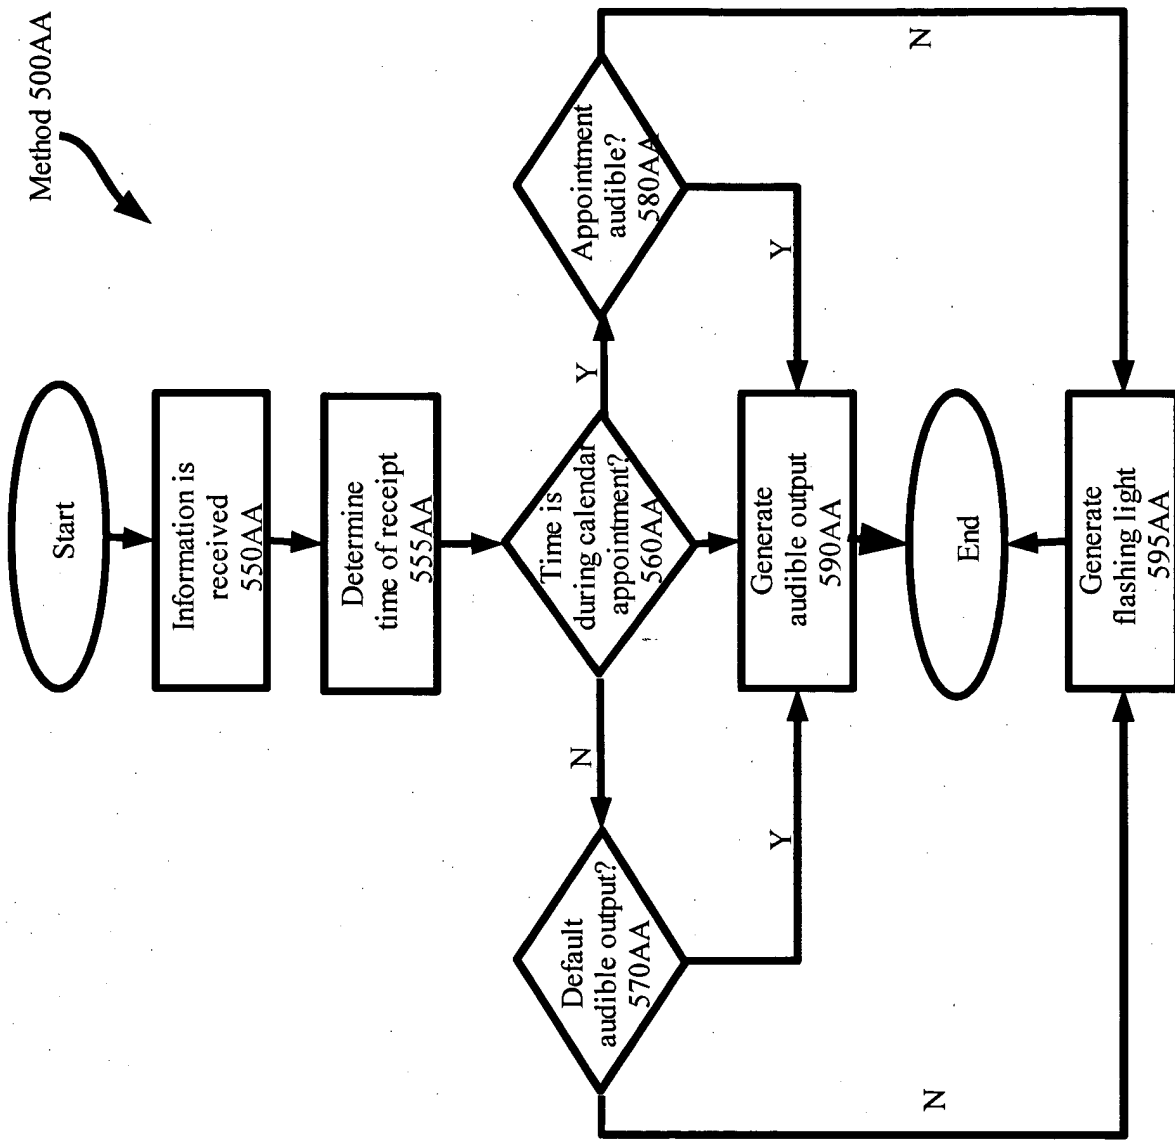 Method 500AA
Start
Information is
received
550AA
Determine
time of receipt
555AA
Time is
during calendar
appointment?
560AA
N
Y
Default
audible output?
570AA
Appointment
audible?
580AA
Y
Y
N
N
Generate
audible output
590AA
End
Generate
flashing light
595AA